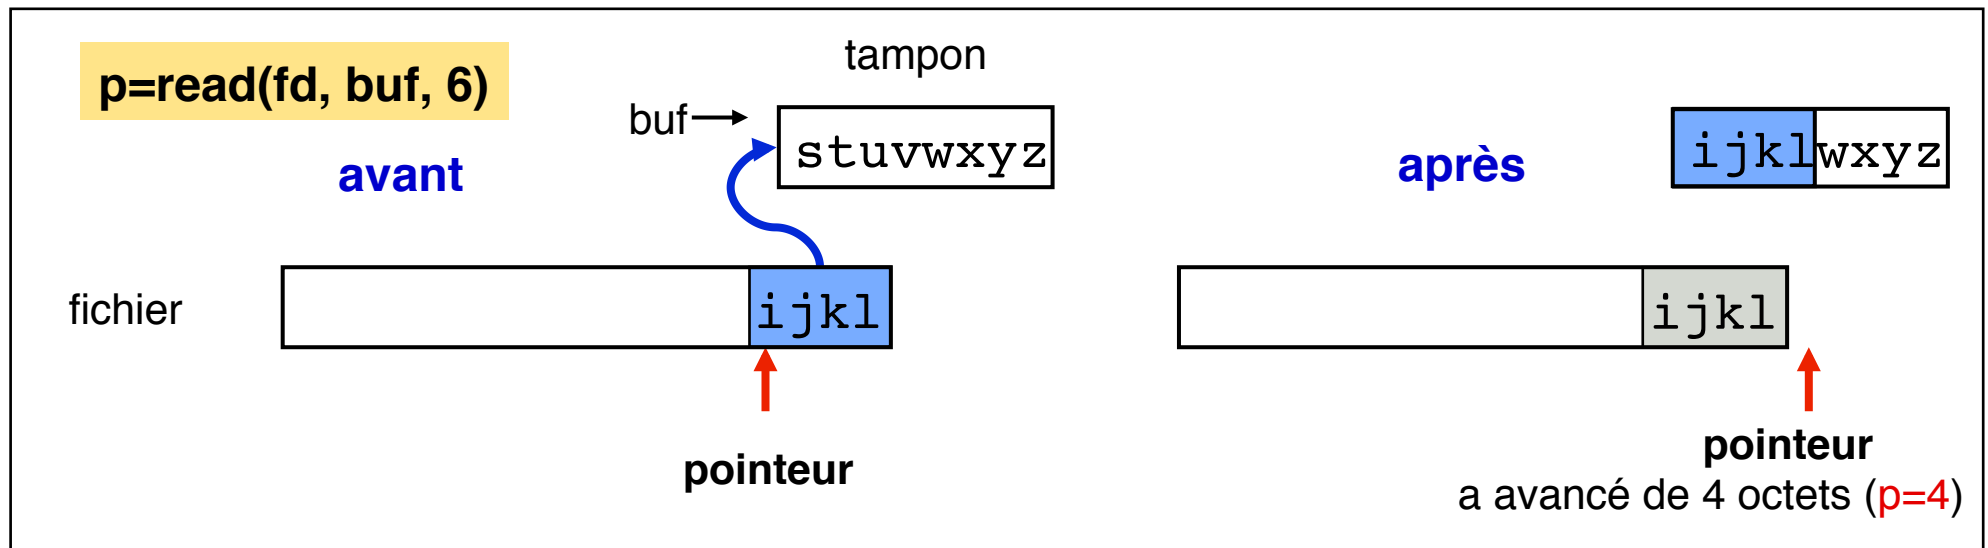 p=read(fd, buf, 6)
tampon
buf
stuvwxyz
avant
après
ijklwxyz
fichier
ijkl
ijkl
pointeur
pointeur
a avancé de 4 octets (p=4)